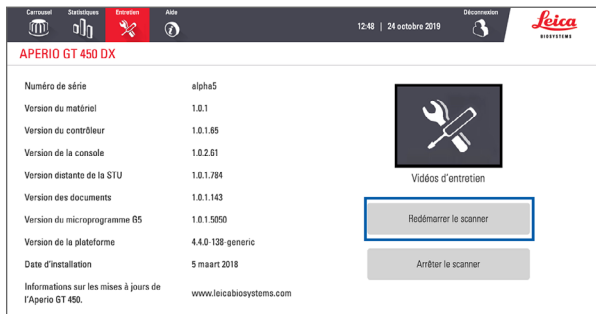 Carrousel Statistiques Entretien Aide
12:48 | 24 octobre 2019
Déconnexion
Leica
BIOSYSTEMS
APERIO GT 450 DX
Numéro de série alpha5
Version du matériel 1.0.1
Version du contrôleur 1.0.1.65
Version de la console 1.0.2.61
Version distante de la STU 1.0.1.784
Version des documents 1.0.1.143
Version du microprogramme G5 1.0.1.5050
Version de la plateforme 4.4.0-138-generic
Date d'installation 5 maart 2018
Informations sur les mises à jours de
l'Aperio GT 450. www.leicabiosystems.com
Vidéos d'entretien
Redémarrer le scanner
Arrêter le scanner